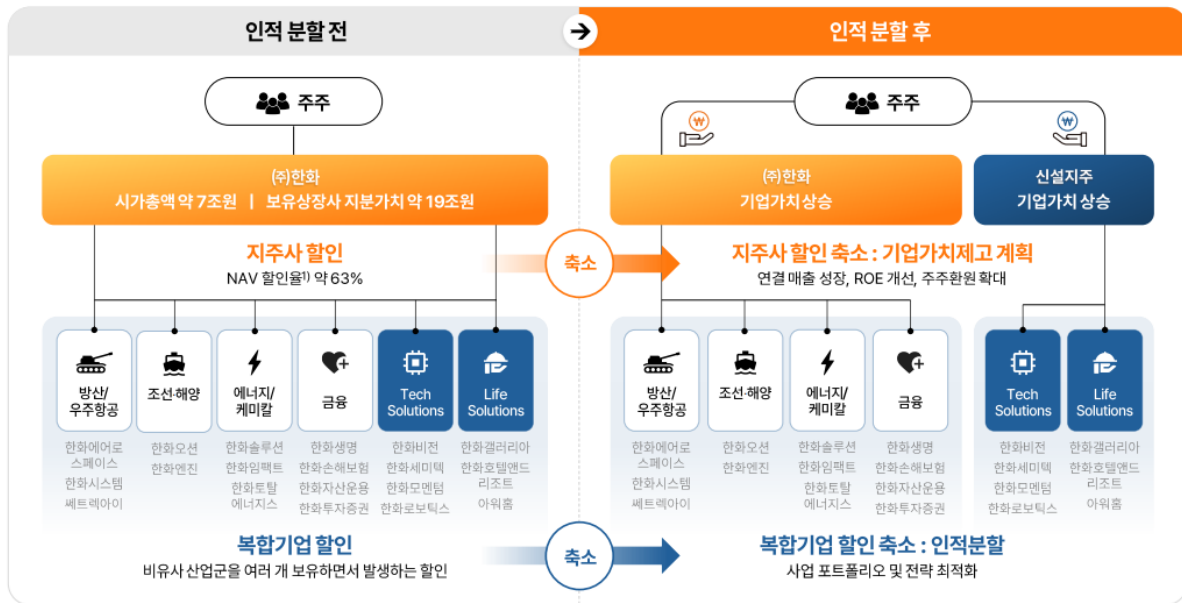 인적 분할 전
인적 분할 후
주주
㈜한화
시가총액 약 7조원 | 보유상장사 지분가치 약 19조원
지주사 할인
NAV 할인율1) 약 63%
방산/
우주항공
한화에어로
스페이스
한화시스템
쎄트렉아이
조선·해양
한화오션
한화엔진
에너지/
케미칼
한화솔루션
한화임팩트
한화토탈
에너지스
금융
한화생명
한화손해보험
한화자산운용
한화투자증권
Tech
Solutions
한화비전
한화세미텍
한화모멘텀
한화로보틱스
Life
Solutions
한화갤러리아
한화호텔앤드
리조트
아워홈
복합기업 할인
비유사 산업군을 여러 개 보유하면서 발생하는 할인
축소
축소
주주
₩
₩
㈜한화
기업가치 상승
신설지주
기업가치 상승
지주사 할인 축소 : 기업가치제고 계획
연결 매출 성장, ROE 개선, 주주환원 확대
방산/
우주항공
한화에어로
스페이스
한화시스템
쎄트렉아이
조선·해양
한화오션
한화엔진
에너지/
케미칼
한화솔루션
한화임팩트
한화토탈
에너지스
금융
한화생명
한화손해보험
한화자산운용
한화투자증권
Tech
Solutions
한화비전
한화세미텍
한화모멘텀
한화로보틱스
Life
Solutions
한화갤러리아
한화호텔앤드
리조트
아워홈
복합기업 할인 축소 : 인적분할
사업 포트폴리오 및 전략 최적화